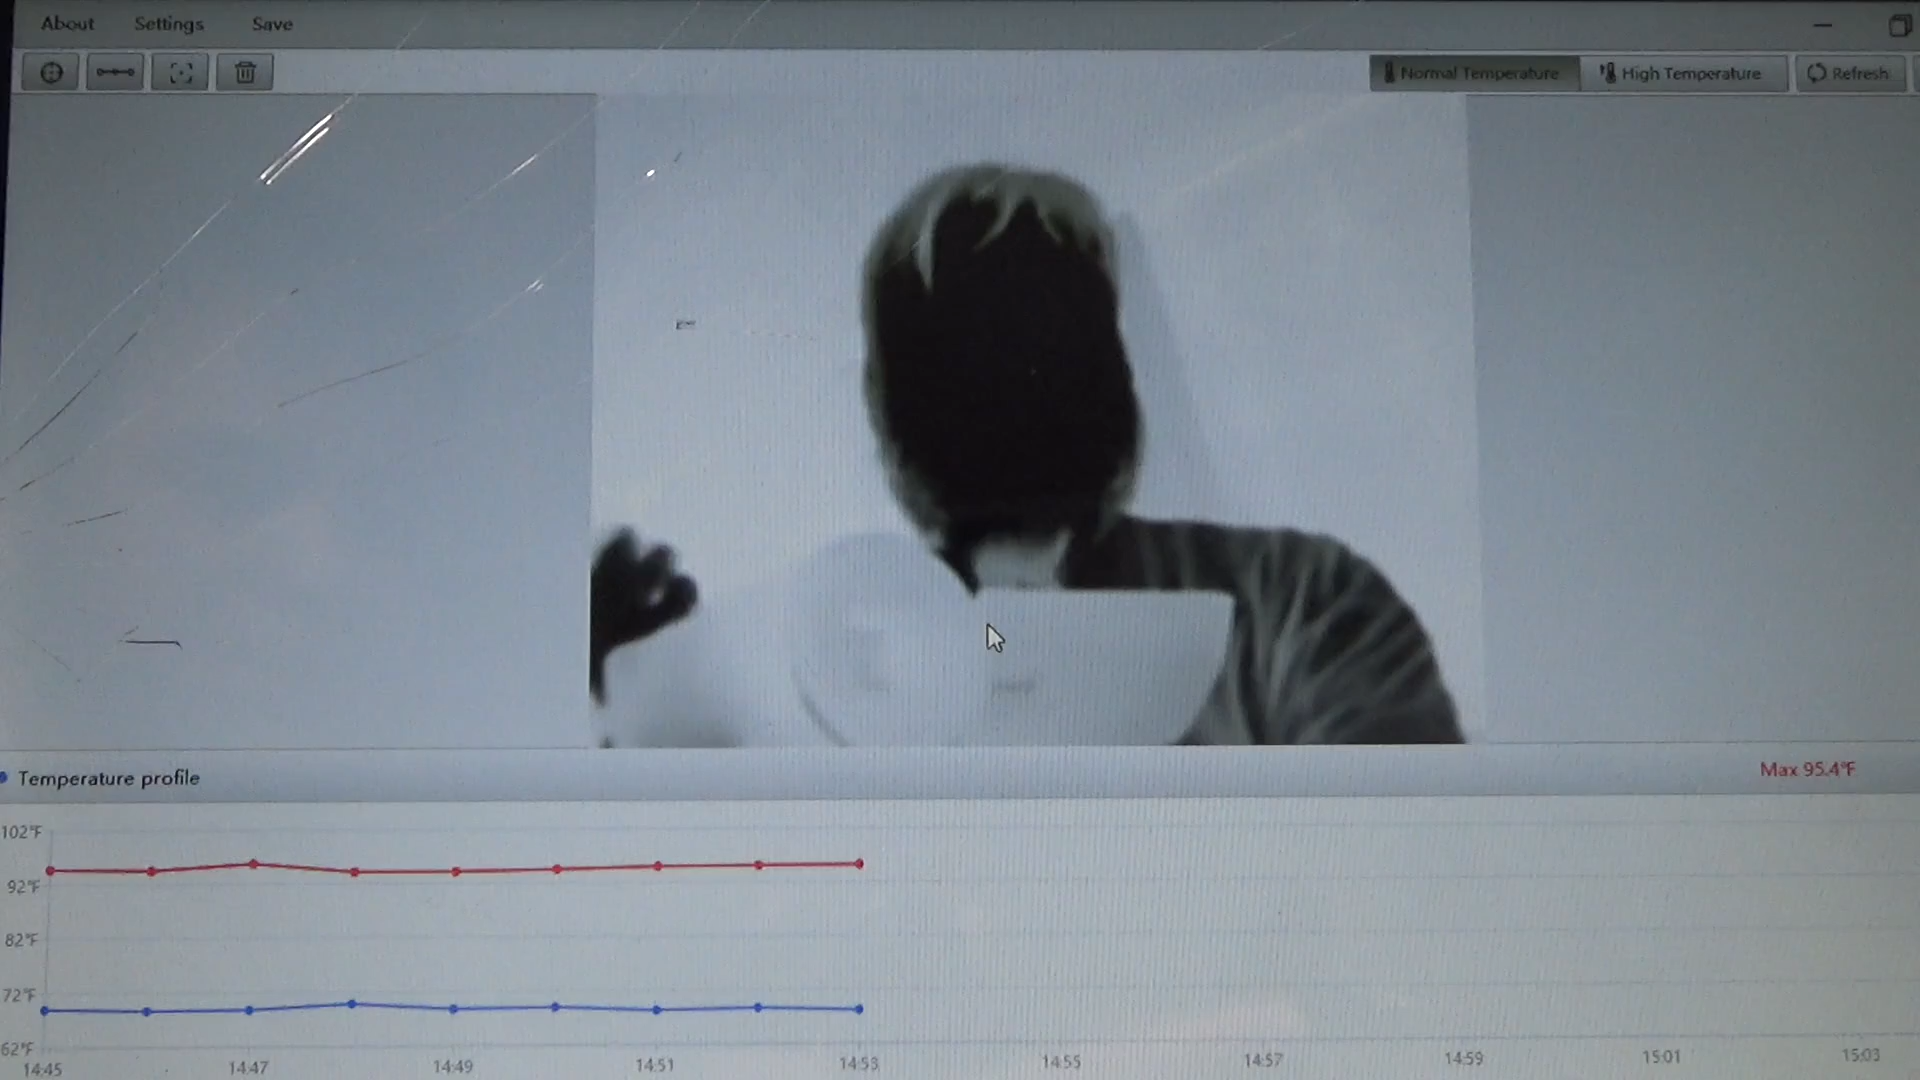 About Settings Save
Normal Temperature High Temperature Refresh
Temperature profile
Max 95.4°F
102°F
92°F
82°F
72°F
62°F
14:45 14:47 14:49 14:51 14:53 14:55 14:57 14:59 15:01 15:03